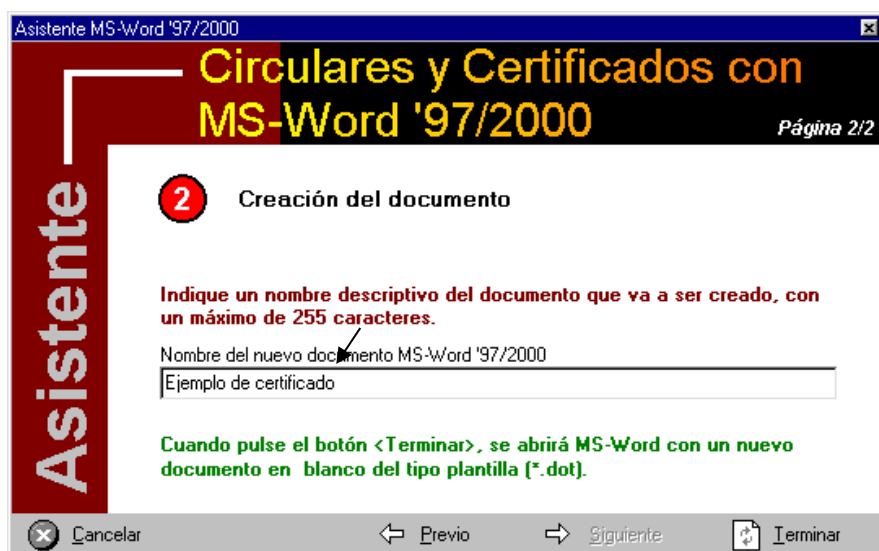 Asistente MS-Word '97/2000
Circulares y Certificados con
MS-Word '97/2000
Página 2/2
Asistente
2 Creación del documento
Indique un nombre descriptivo del documento que va a ser creado, con
un máximo de 255 caracteres.
Nombre del nuevo documento MS-Word '97/2000
Ejemplo de certificado
Cuando pulse el botón <Terminar>, se abrirá MS-Word con un nuevo
documento en blanco del tipo plantilla (*.dot).
Cancelar Previo Siguiente Terminar